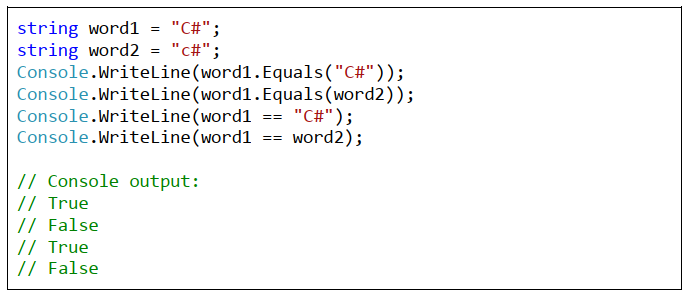 string word1 = "C#";
string word2 = "c#";
Console.WriteLine(word1.Equals("C#"));
Console.WriteLine(word1.Equals(word2));
Console.WriteLine(word1 == "C#");
Console.WriteLine(word1 == word2);
// Console output:
// True
// False
// True
// False